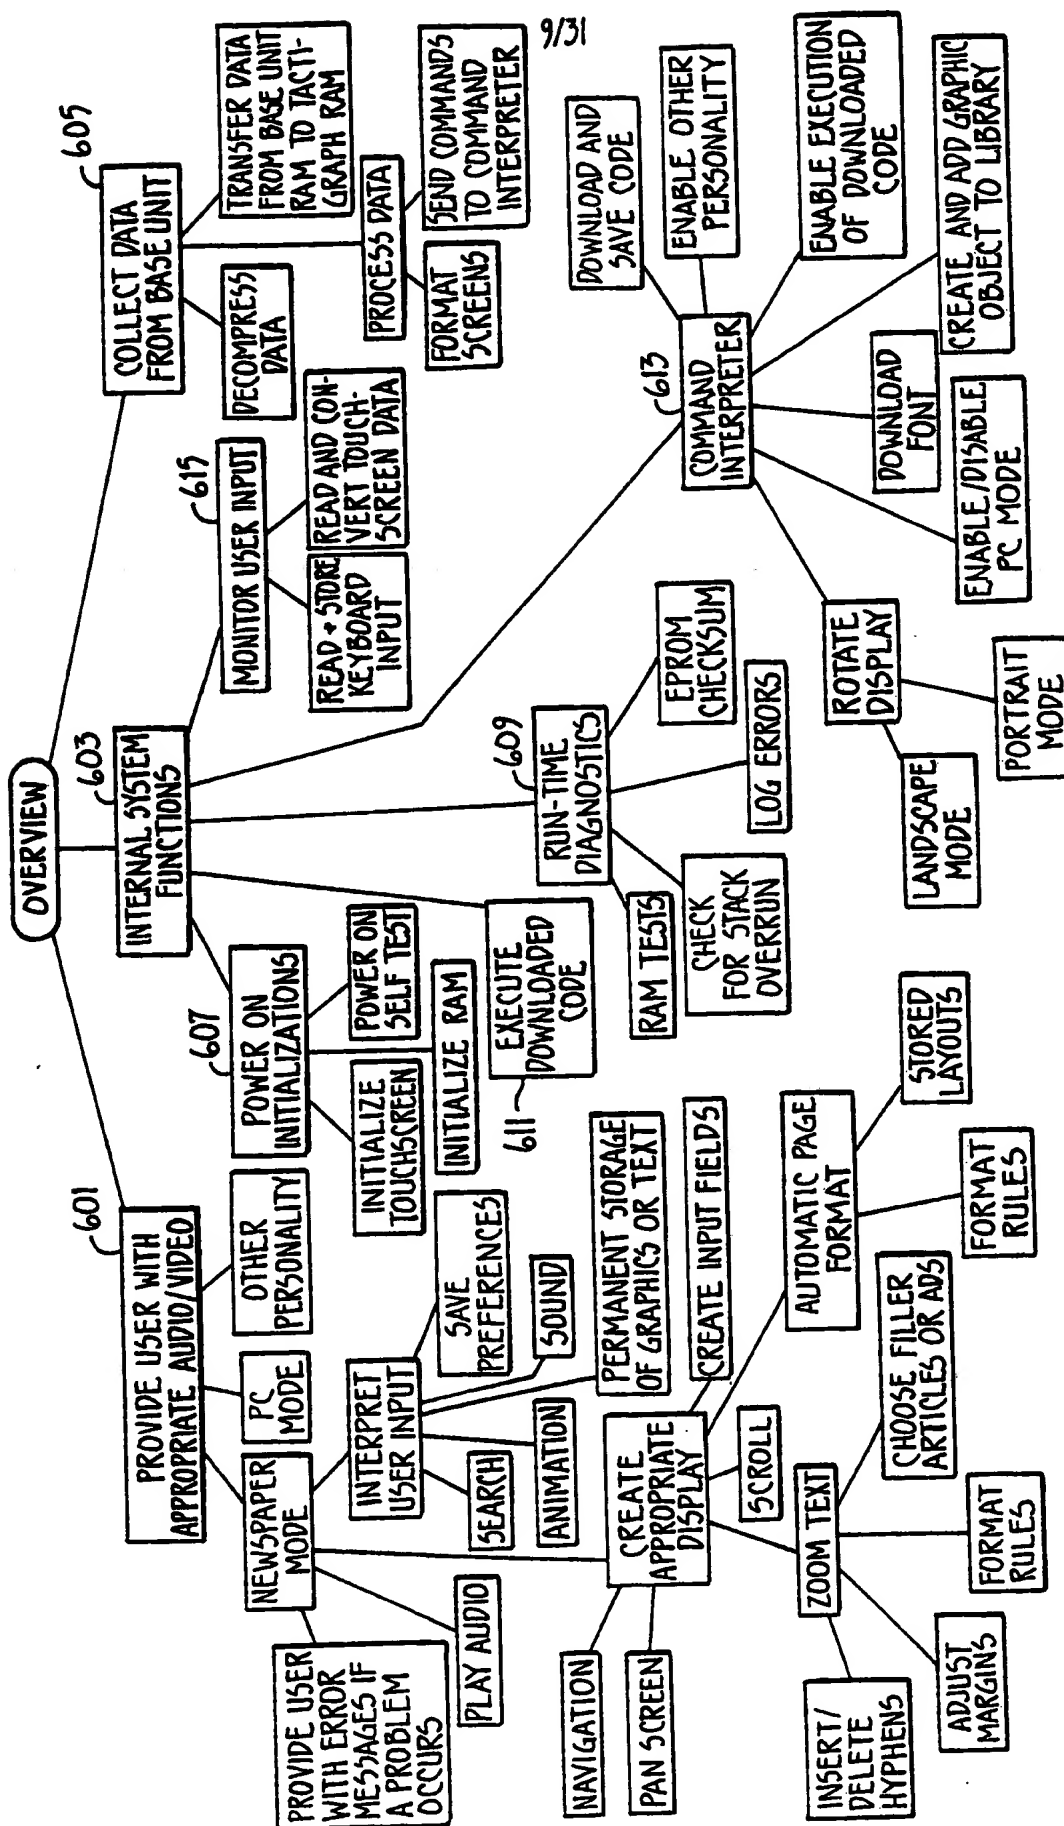 9/31
OVERVIEW
601
PROVIDE USER WITH
APPROPRIATE AUDIO/VIDEO
603
INTERNAL SYSTEM
FUNCTIONS
605
COLLECT DATA
FROM BASE UNIT
NEWSPAPER
MODE
PC
MODE
OTHER
PERSONALITY
607
POWER ON
INITIALIZATIONS
615
MONITOR USER INPUT
DECOMPRESS
DATA
TRANSFER DATA
FROM BASE UNIT
RAM TO TACTI-
GRAPH RAM
PROVIDE USER
WITH ERROR
MESSAGES IF
A PROBLEM
OCCURS
PLAY AUDIO
INTERPRET
USER INPUT
SAVE
PREFERENCES
INITIALIZE
TOUCHSCREEN
POWER ON
SELF TEST
INITIALIZE RAM
READ + STORE
KEYBOARD
INPUT
READ AND CON-
VERT TOUCH-
SCREEN DATA
PROCESS DATA
FORMAT
SCREENS
SEND COMMANDS
TO COMMAND
INTERPRETER
SEARCH
ANIMATION
SOUND
PERMANENT STORAGE
OF GRAPHICS OR TEXT
611
EXECUTE
DOWNLOADED
CODE
609
RUN-TIME
DIAGNOSTICS
RAM TESTS
CHECK
FOR STACK
OVERRUN
LOG ERRORS
EPROM
CHECKSUM
613
COMMAND
INTERPRETER
DOWNLOAD AND
SAVE CODE
ENABLE OTHER
PERSONALITY
ENABLE EXECUTION
OF DOWNLOADED
CODE
CREATE AND ADD GRAPHIC
OBJECT TO LIBRARY
DOWNLOAD
FONT
ENABLE/DISABLE
PC MODE
ROTATE
DISPLAY
LANDSCAPE
MODE
PORTRAIT
MODE
NAVIGATION
PAN SCREEN
CREATE
APPROPRIATE
DISPLAY
CREATE INPUT FIELDS
SCROLL
ZOOM TEXT
AUTOMATIC PAGE
FORMAT
INSERT/
DELETE
HYPHENS
ADJUST
MARGINS
FORMAT
RULES
CHOOSE FILLER
ARTICLES OR ADS
FORMAT
RULES
STORED
LAYOUTS